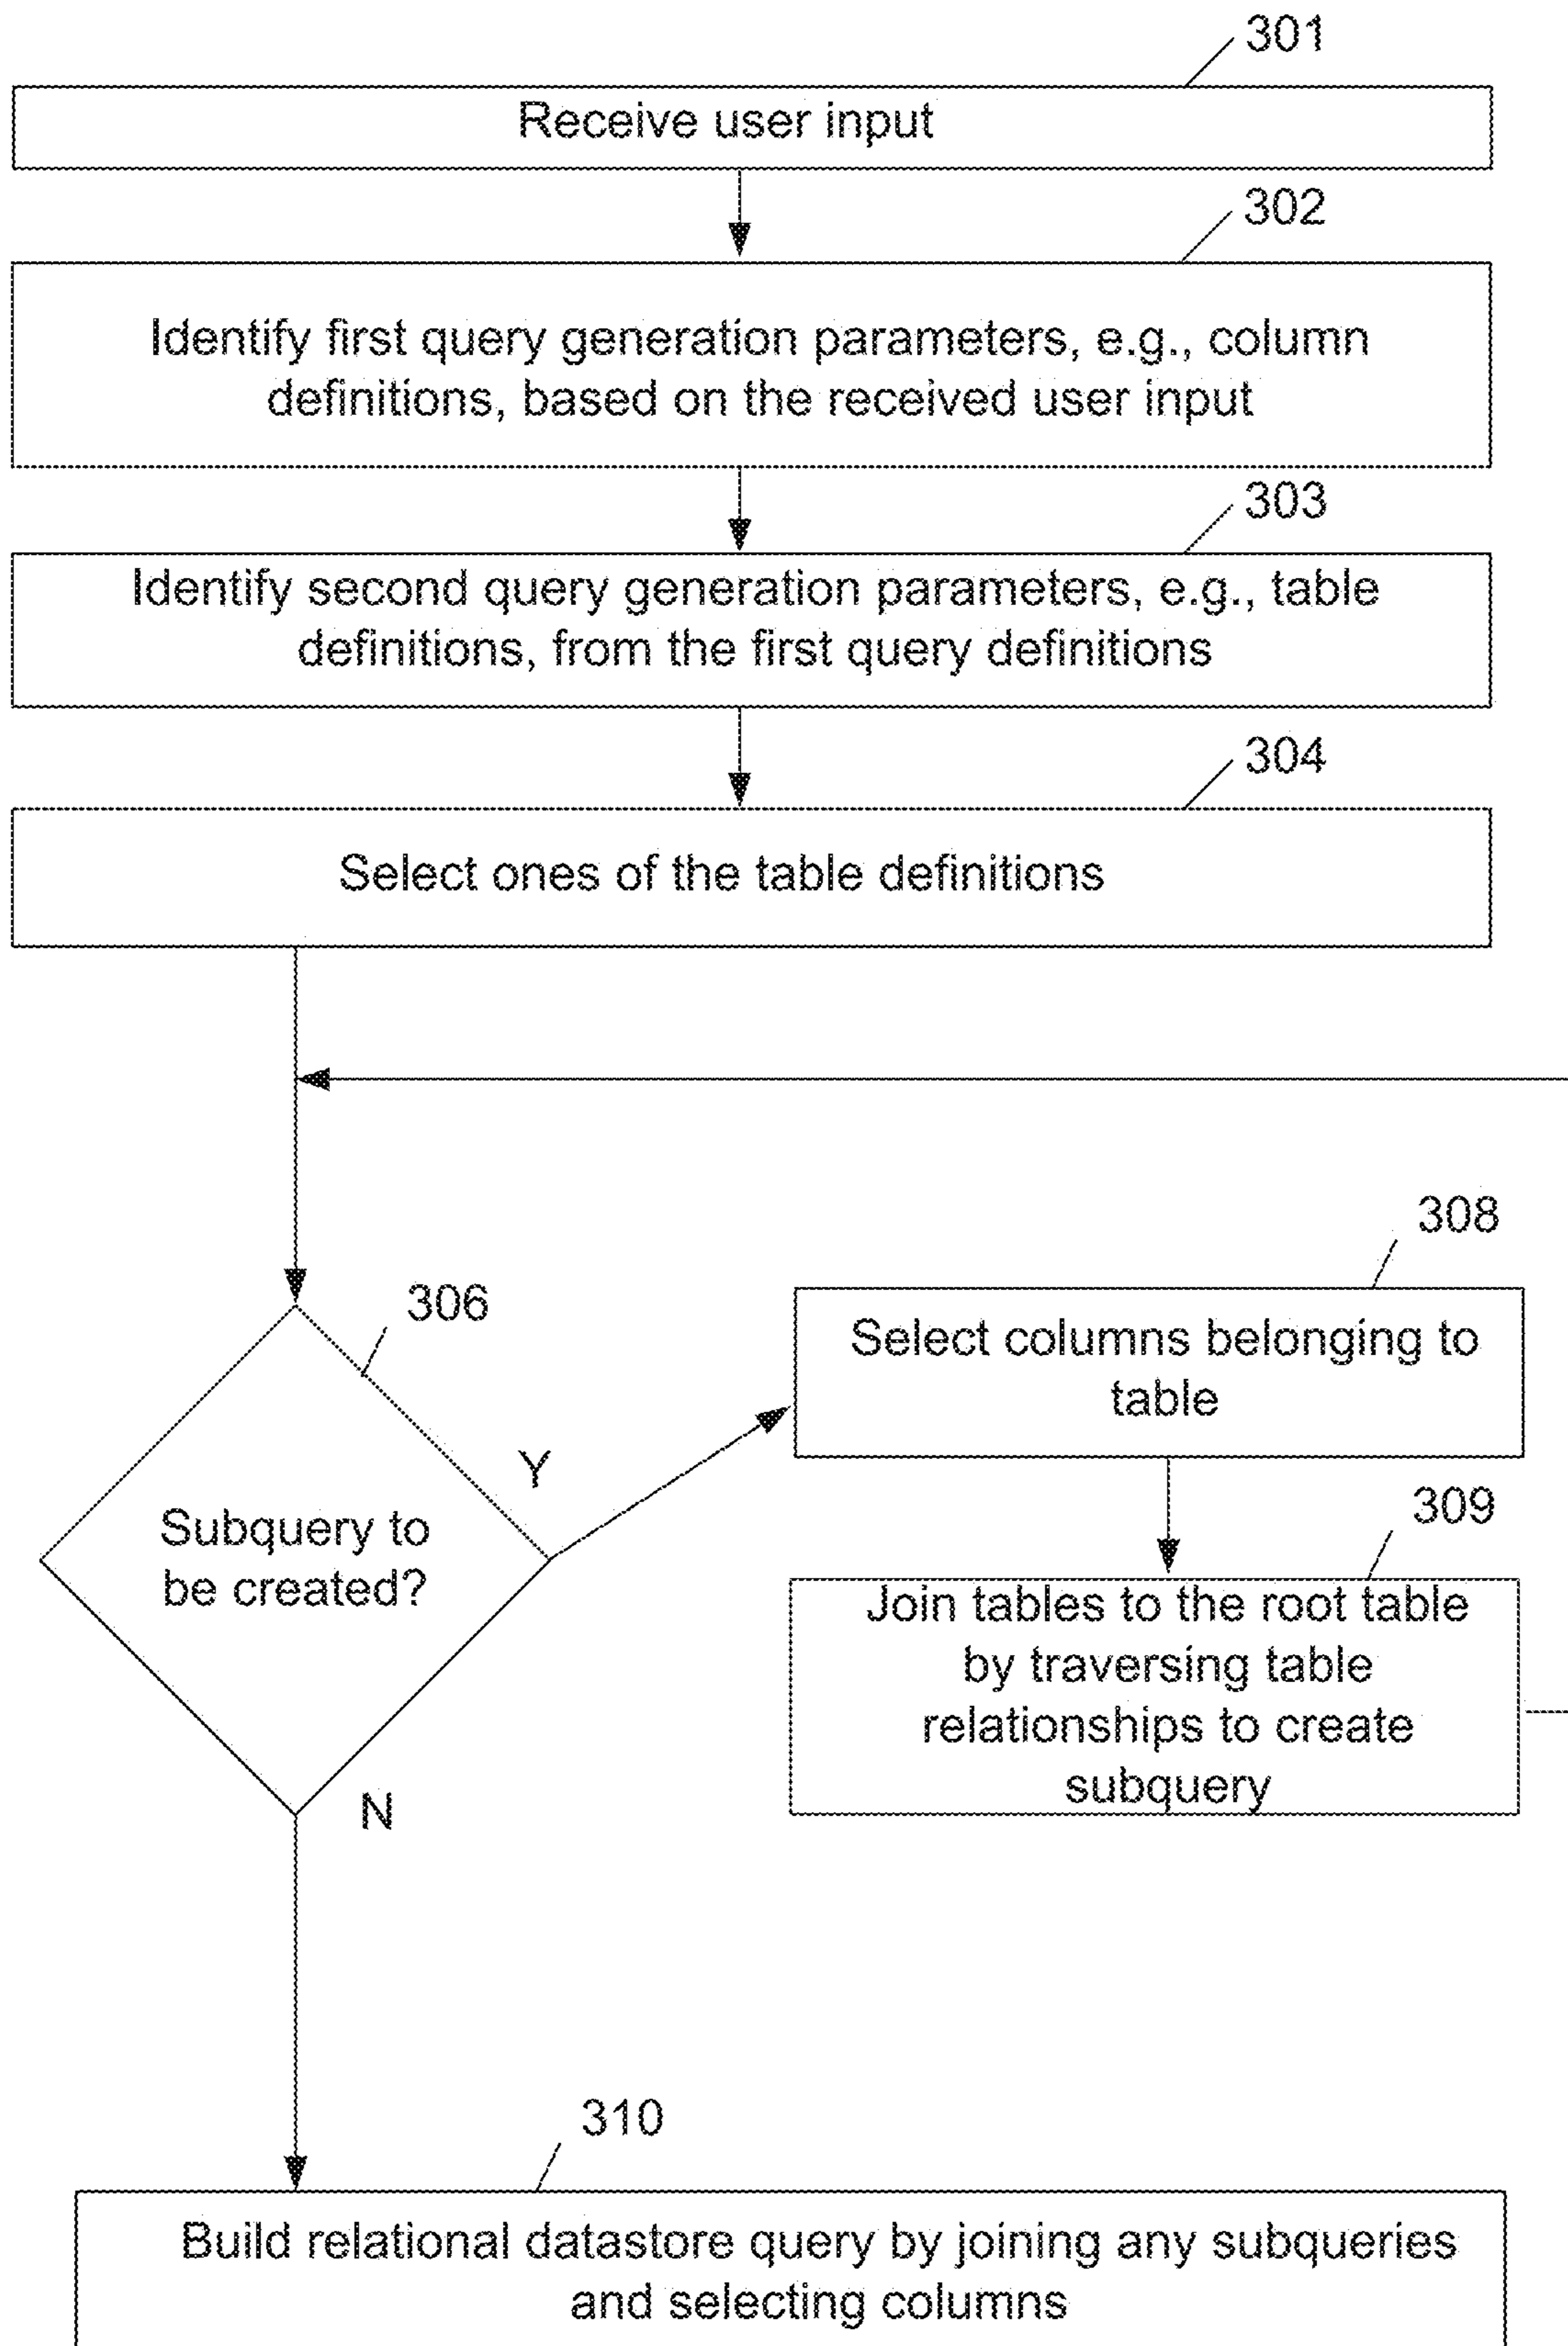 301
Receive user input
302
Identify first query generation parameters, e.g., column
definitions, based on the received user input
303
Identify second query generation parameters, e.g., table
definitions, from the first query definitions
304
Select ones of the table definitions
308
306
Select columns belonging to
table
Y
309
Subquery to
be created?
Join tables to the root table
by traversing table
relationships to create
subquery
N
310
Build relational datastore query by joining any subqueries
and selecting columns